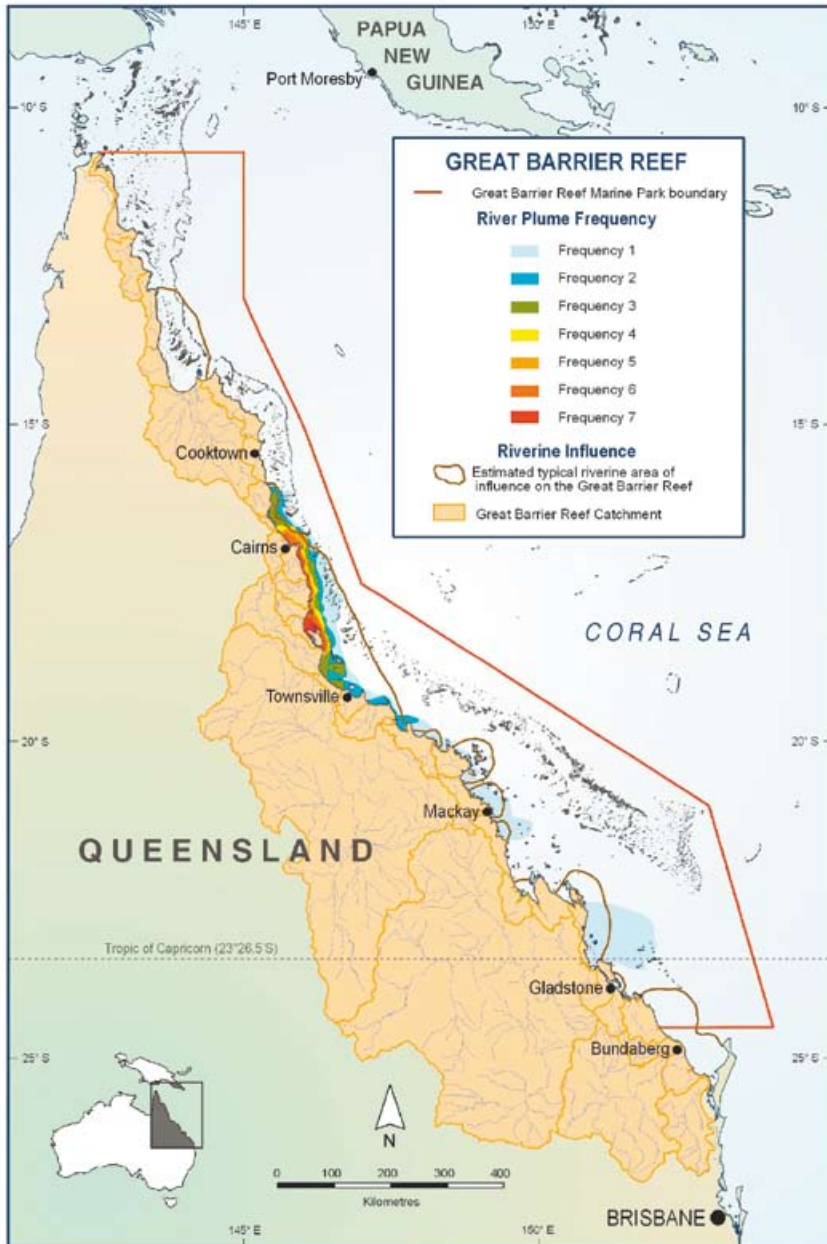 145° E
150° E
PAPUA
NEW
GUINEA
Port Moresby
10° S
10° S
GREAT BARRIER REEF
Great Barrier Reef Marine Park boundary
River Plume Frequency
Frequency 1
Frequency 2
Frequency 3
Frequency 4
Frequency 5
Frequency 6
Frequency 7
Riverine Influence
Estimated typical riverine area of
influence on the Great Barrier Reef
Great Barrier Reef Catchment
15° S
15° S
Cooktown
Cairns
CORAL SEA
Townsville
20° S
20° S
Mackay
QUEENSLAND
Tropic of Capricorn (23°26.5 S)
Gladstone
Bundaberg
25° S
25° S
N
0 100 200 300 400
Kilometres
BRISBANE
145° E
150° E